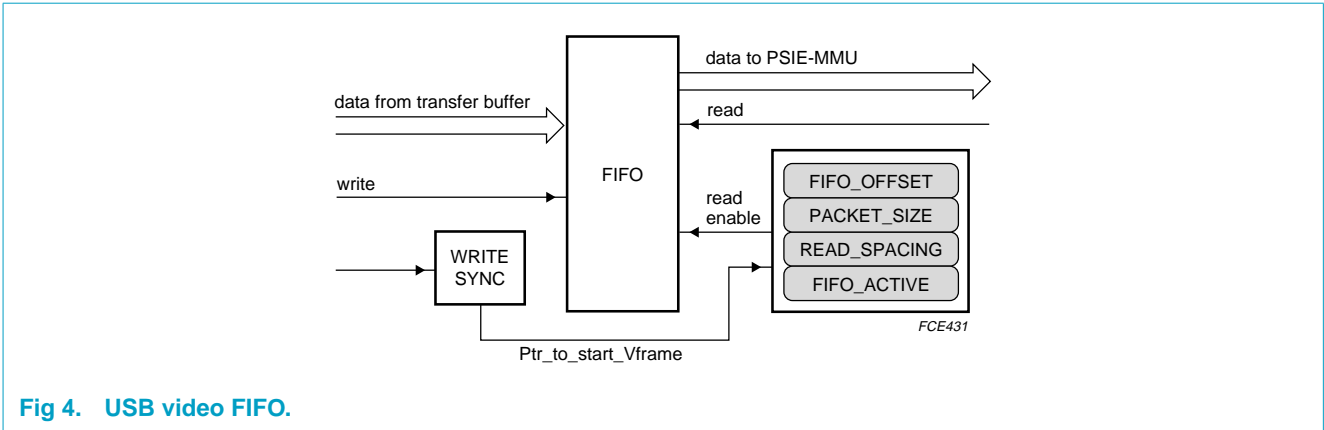 data to PSIE-MMU
data from transfer buffer
read
FIFO
write
read
enable
FIFO_OFFSET
PACKET_SIZE
READ_SPACING
FIFO_ACTIVE
WRITE
SYNC
FCE431
Ptr_to_start_Vframe
Fig 4. USB video FIFO.